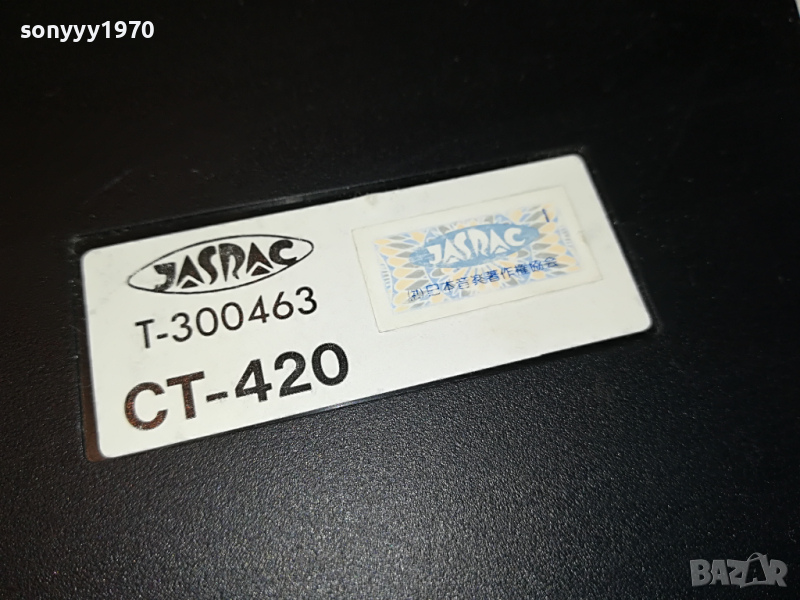 sonyyy1970
JASRAC
T-300463
CT-420
JASRAC
(社)日本音楽著作権協会
BAZAR